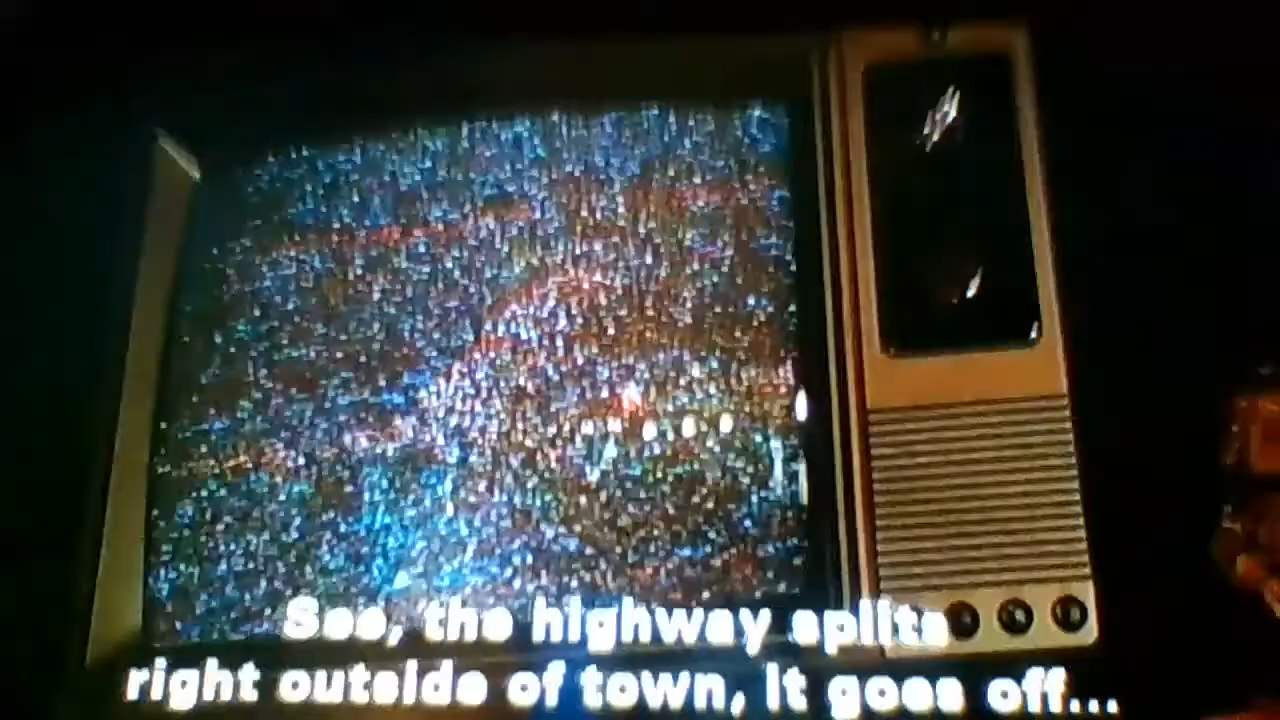 See, the highway splits
right outside of town, it goes off...